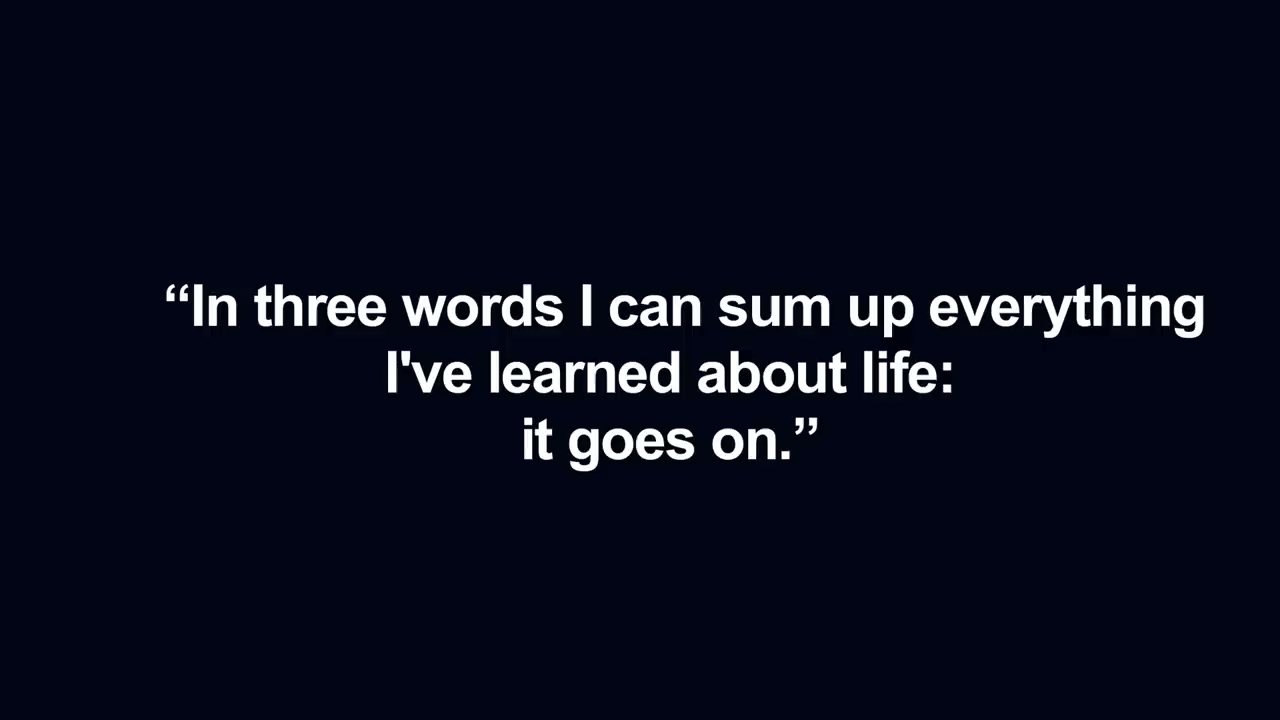 “In three words I can sum up everything
I've learned about life:
it goes on.”